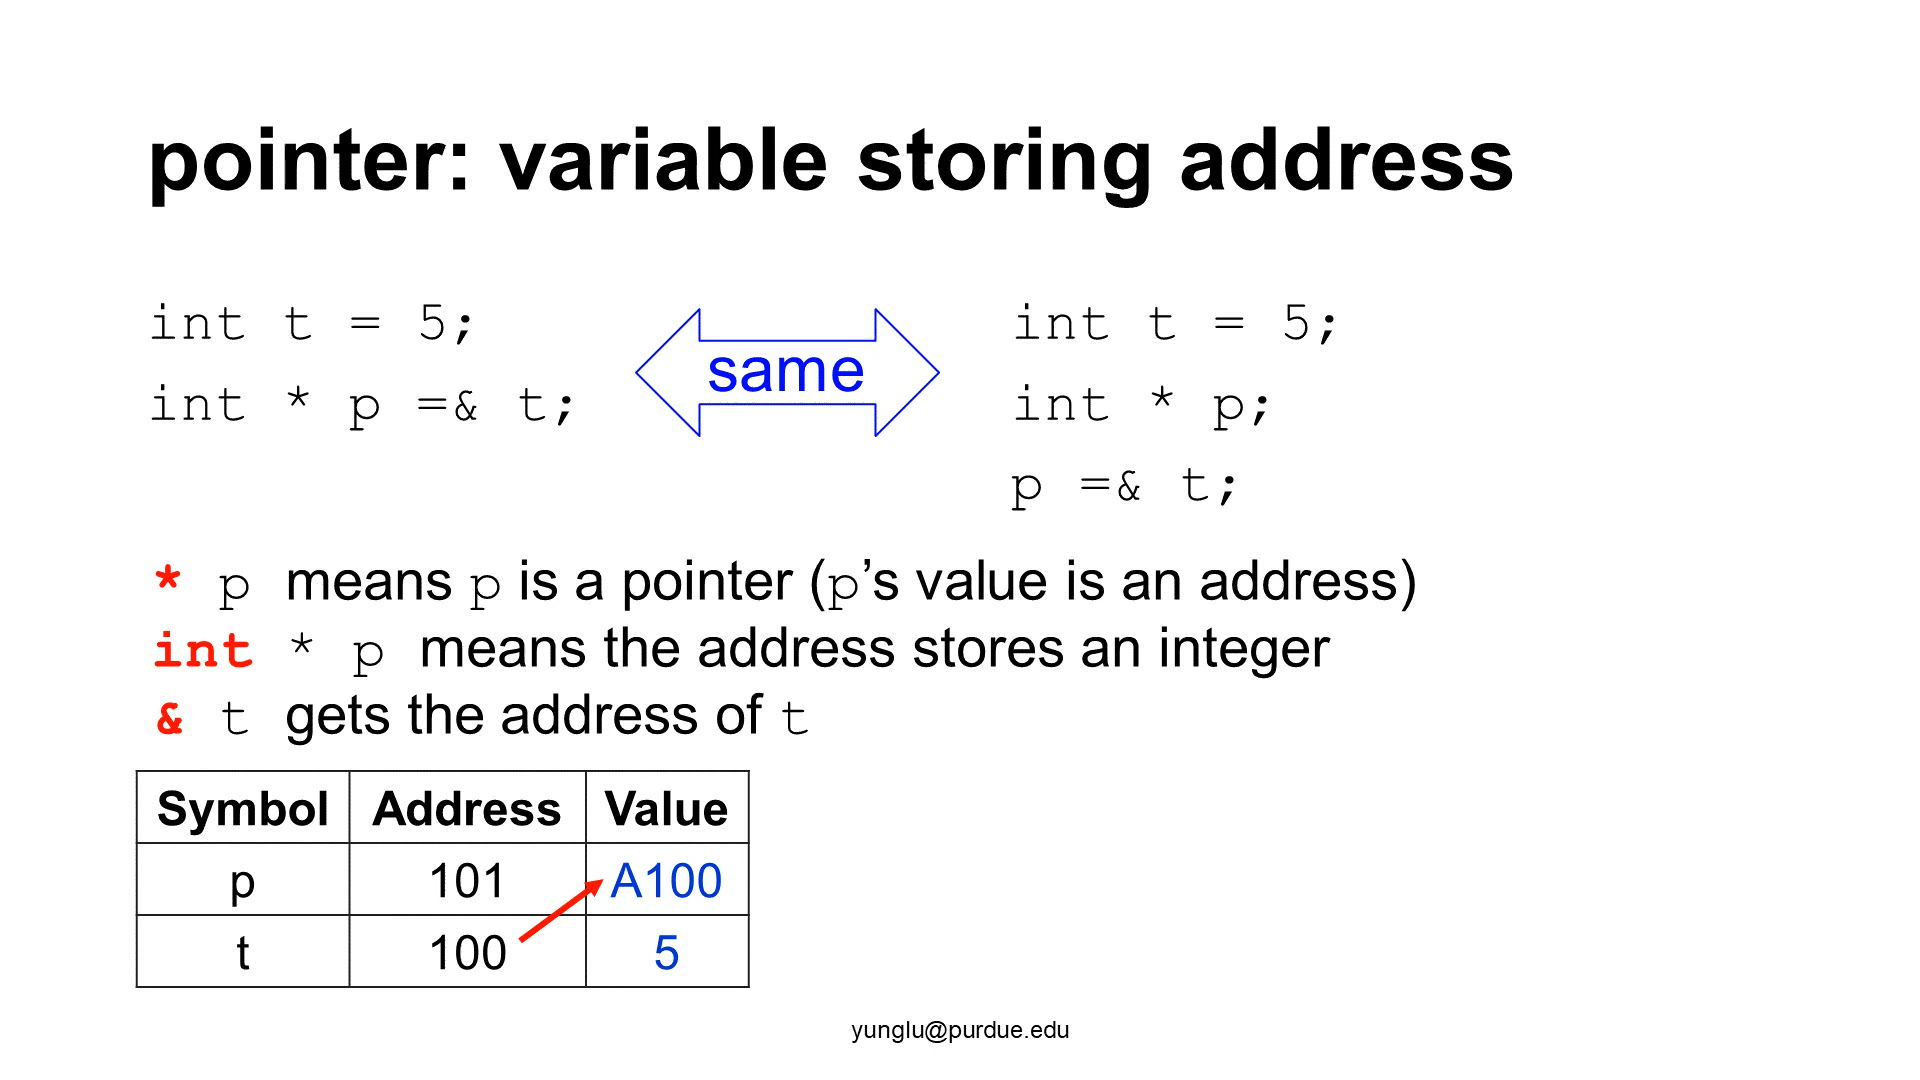 pointer: variable storing address
int t = 5;
int * p =& t;
same
int t = 5;
int * p;
p =& t;
* p means p is a pointer (p’s value is an address)
int * p means the address stores an integer
& t gets the address of t
Symbol Address Value
p 101 A100
t 100 5
yunglu@purdue.edu